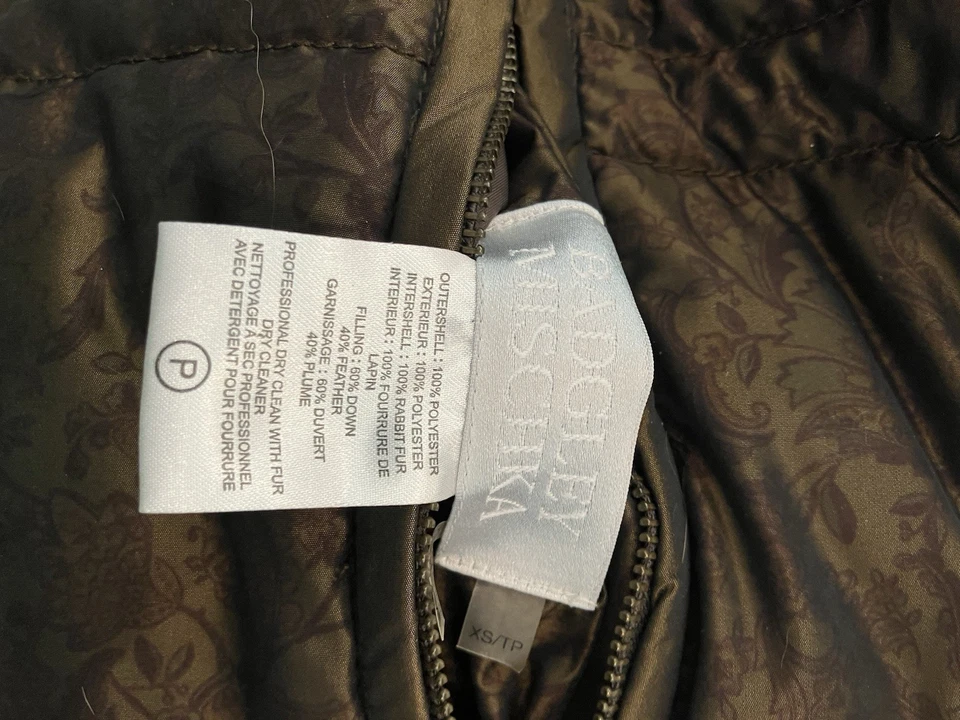 BADGLEY
MISCHKA
XS/TP
OUTERSHELL : 100% POLYESTER
EXTERIEUR : 100% POLYESTER
INTERSHELL : 100% RABBIT FUR
INTERIEUR : 100% FOURRURE DE
LAPIN
FILLING : 60% DOWN
40% FEATHER
GARNISSAGE : 60% DUVERT
40% PLUME
PROFESSIONAL DRY CLEAN WITH FUR
DRY CLEANER
NETTOYAGE À SEC PROFESSIONNEL
AVEC DETERGENT POUR FOURRURE
P